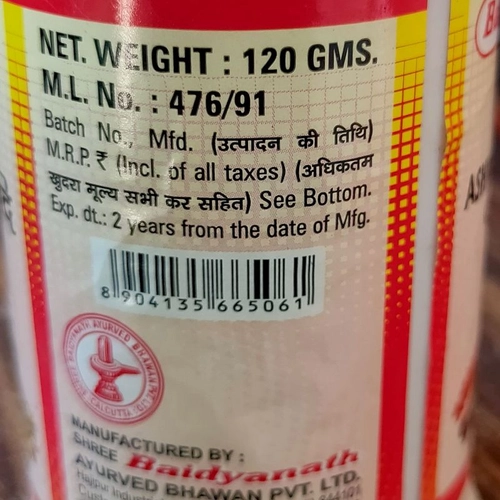 NET. WEIGHT : 120 GMS.
M.L. No. : 476/91
Batch No., Mfd. (उत्पादन की तिथि)
M.R.P. ₹ (Incl. of all taxes) (अधिकतम
खुदरा मूल्य सभी कर सहित) See Bottom.
Exp. dt.: 2 years from the date of Mfg.
8 904135 665061
CALCUTTA
MANUFACTURED BY :
SHREE Baidyanath
AYURVED BHAWAN PVT. LTD.